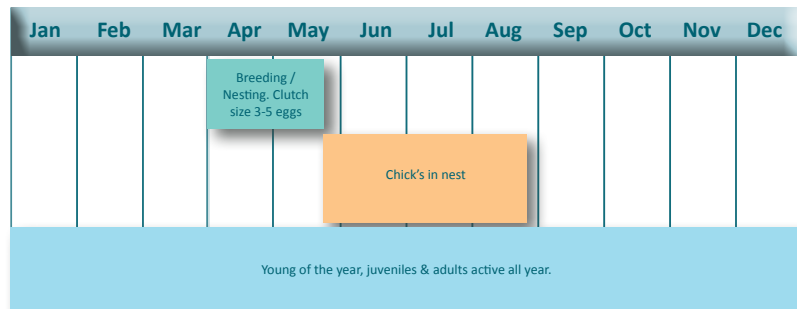 Jan Feb Mar Apr May Jun Jul Aug Sep Oct Nov Dec
Breeding /
Nesting. Clutch
size 3-5 eggs
Chick's in nest
Young of the year, juveniles & adults active all year.